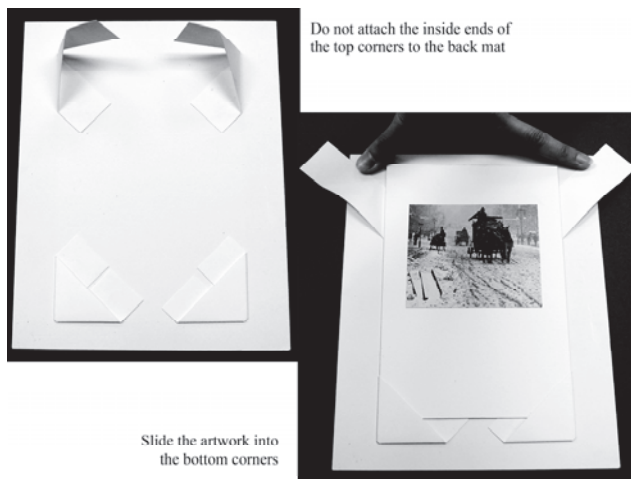 Do not attach the inside ends of
the top corners to the back mat
Slide the artwork into
the bottom corners